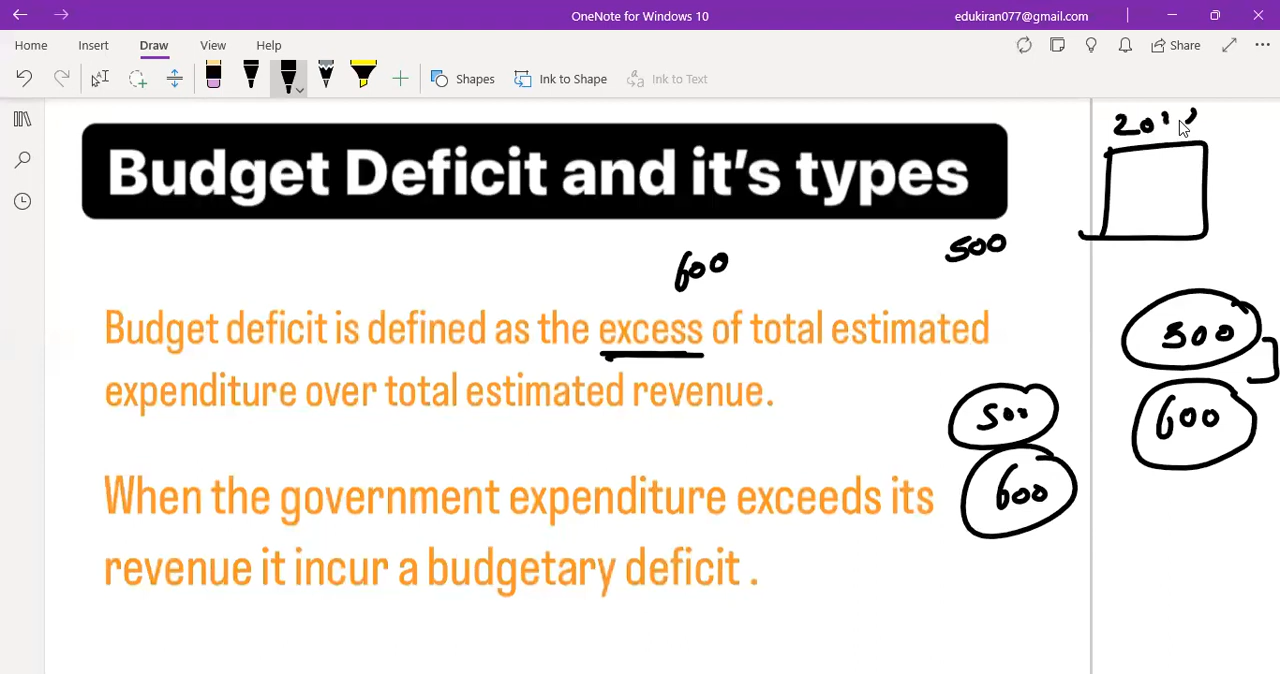 OneNote for Windows 10
edukiran077@gmail.com
Home Insert Draw View Help
Share
Shapes Ink to Shape Ink to Text
Budget Deficit and it's types
600
500
Budget deficit is defined as the excess of total estimated
expenditure over total estimated revenue.
When the government expenditure exceeds its
revenue it incur a budgetary deficit .
500
600
500
600